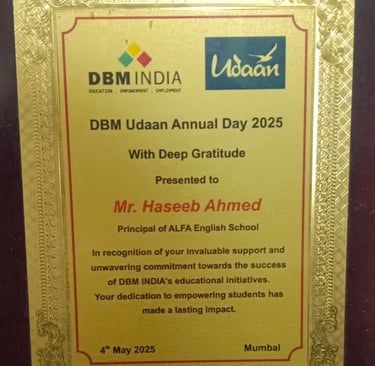 DBM INDIA
EDUCATION . EMPOWERMENT . EMPLOYMENT
Udaan
DBM Udaan Annual Day 2025
With Deep Gratitude
Presented to
Mr. Haseeb Ahmed
Principal of ALFA English School
In recognition of your invaluable support and
unwavering commitment towards the success
of DBM INDIA's educational initiatives.
Your dedication to empowering students has
made a lasting impact.
4th May 2025 Mumbai